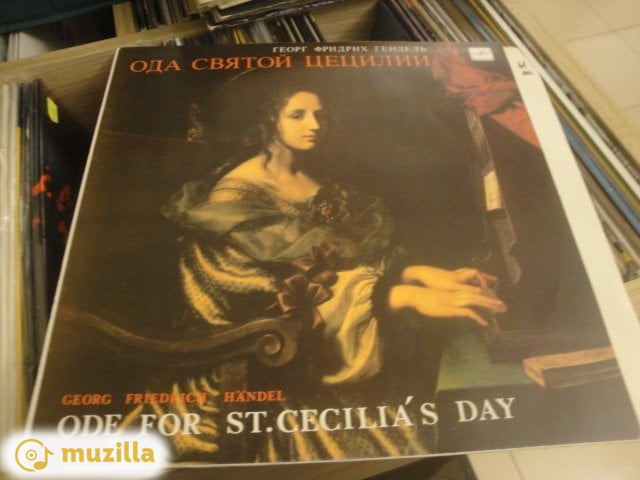 ГЕОРГ ФРИДРИХ ГЕНДЕЛЬ
ОДА СВЯТОЙ ЦЕЦИЛИИ
GEORG FRIEDRICH HÄNDEL
ODE FOR ST.CECILIA'S DAY
muzilla